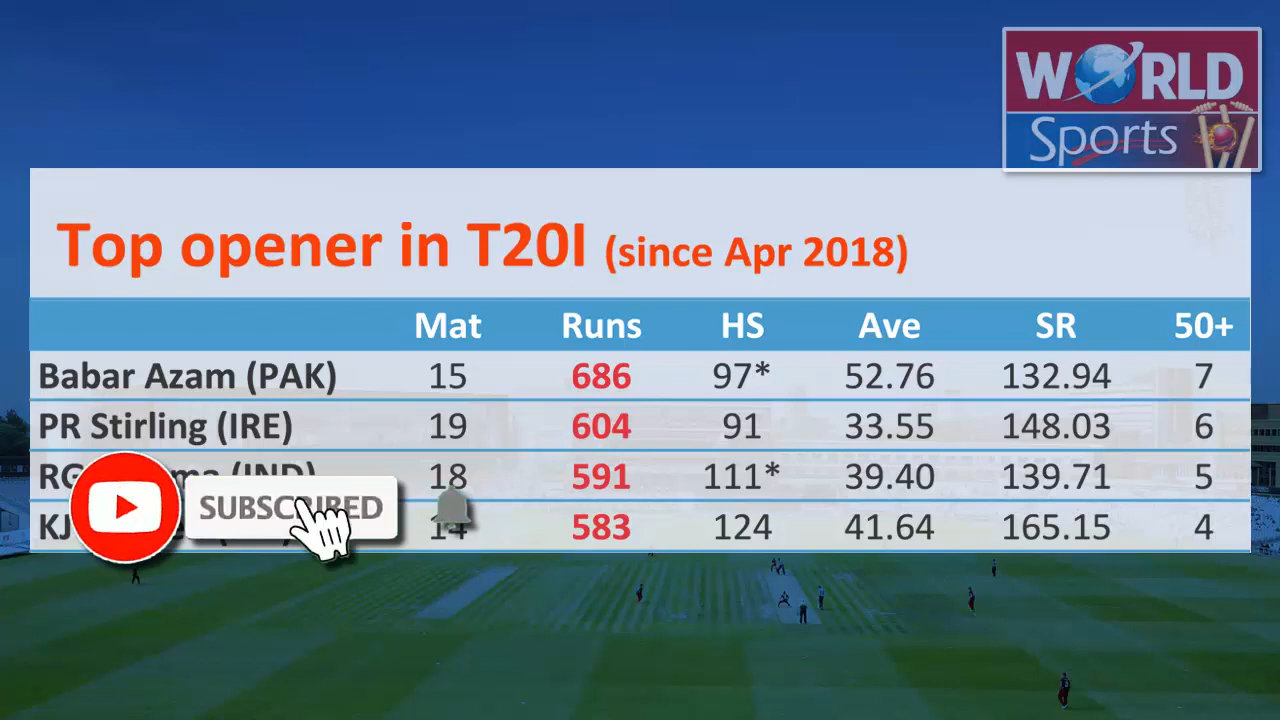 WORLD
Sports
Top opener in T20I (since Apr 2018)
Mat Runs HS Ave SR 50+
Babar Azam (PAK) 15 686 97* 52.76 132.94 7
PR Stirling (IRE) 19 604 91 33.55 148.03 6
18 591 111* 39.40 139.71 5
SUBSCRIBED
KJ 14 583 124 41.64 165.15 4